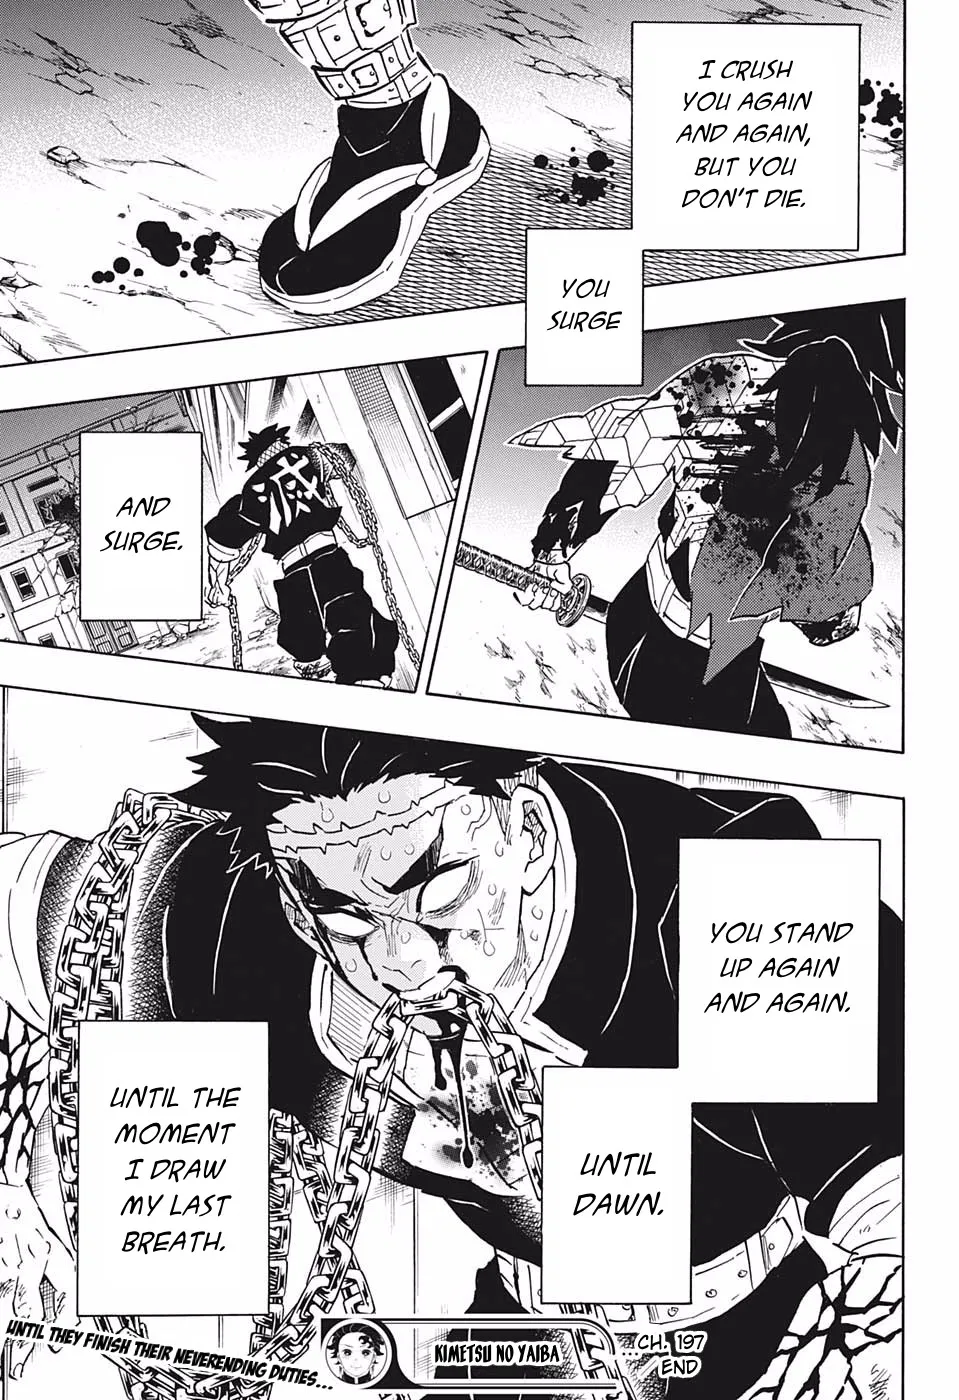 I CRUSH
YOU AGAIN
AND AGAIN,
BUT YOU
DON'T DIE.
YOU
SURGE
AND
SURGE.
滅
YOU STAND
UP AGAIN
AND AGAIN.
UNTIL
DAWN.
UNTIL THE
MOMENT
I DRAW
MY LAST
BREATH.
UNTIL THEY FINISH THEIR NEVERENDING DUTIES...
KIMETSU NO YAIBA
...CH. 197
END